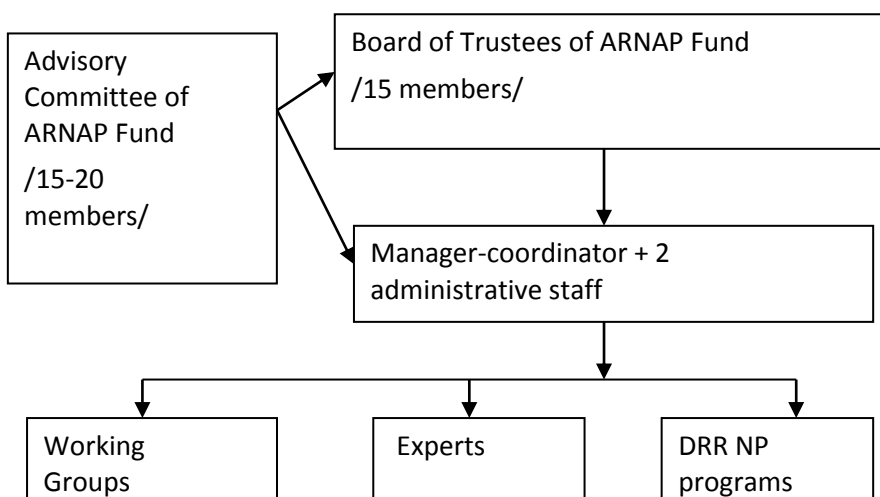 Advisory
Committee of
ARNAP Fund
/15-20
members/
Board of Trustees of ARNAP Fund
/15 members/
Manager-coordinator + 2
administrative staff
Working
Groups
Experts
DRR NP
programs